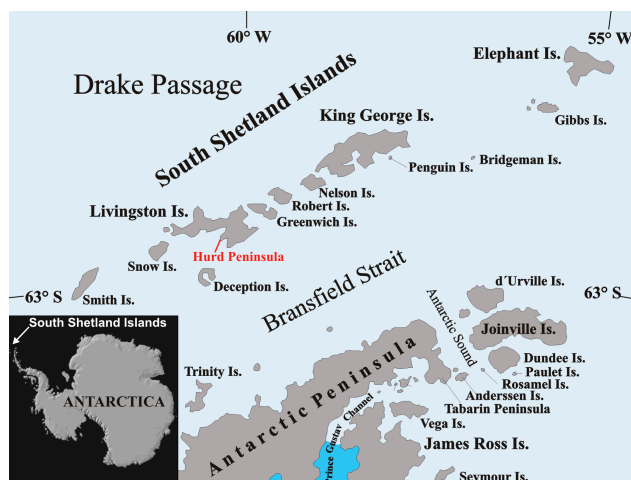 60° W
55° W
Elephant Is.
Drake Passage
South Shetland Islands
King George Is.
Gibbs Is.
Bridgeman Is.
Penguin Is.
Nelson Is.
Robert Is.
Livingston Is.
Greenwich Is.
Hurd Peninsula
Snow Is.
Deception Is.
Bransfield Strait
d´Urville Is.
63° S
63° S
Smith Is.
Antarctic Sound
Joinville Is.
South Shetland Islands
Dundee Is.
Trinity Is.
Paulet Is.
Rosamel Is.
Antarctic Peninsula
Anderssen Is.
ANTARCTICA
Tabarin Peninsula
Prince Gustav Channel
Vega Is.
James Ross Is.
Seymour Is.